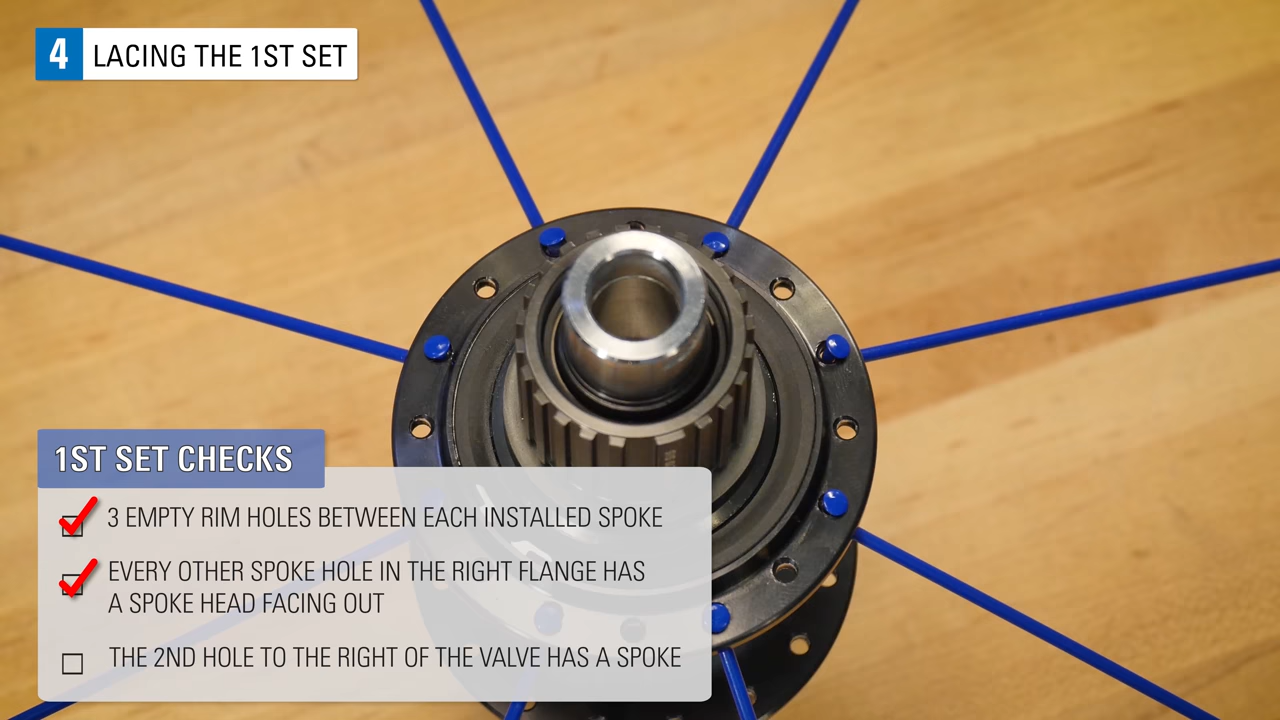 4 LACING THE 1ST SET
1ST SET CHECKS
3 EMPTY RIM HOLES BETWEEN EACH INSTALLED SPOKE
EVERY OTHER SPOKE HOLE IN THE RIGHT FLANGE HAS
A SPOKE HEAD FACING OUT
THE 2ND HOLE TO THE RIGHT OF THE VALVE HAS A SPOKE